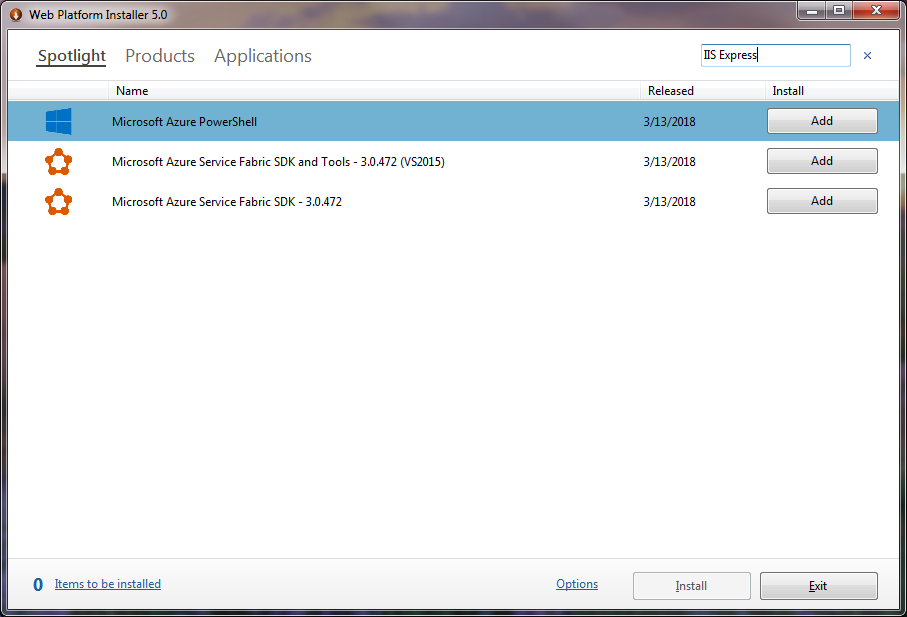 Web Platform Installer 5.0
Spotlight Products Applications IIS Express
Name Released Install
Microsoft Azure PowerShell 3/13/2018 Add
Microsoft Azure Service Fabric SDK and Tools - 3.0.472 (VS2015) 3/13/2018 Add
Microsoft Azure Service Fabric SDK - 3.0.472 3/13/2018 Add
0 Items to be installed Options Install Exit